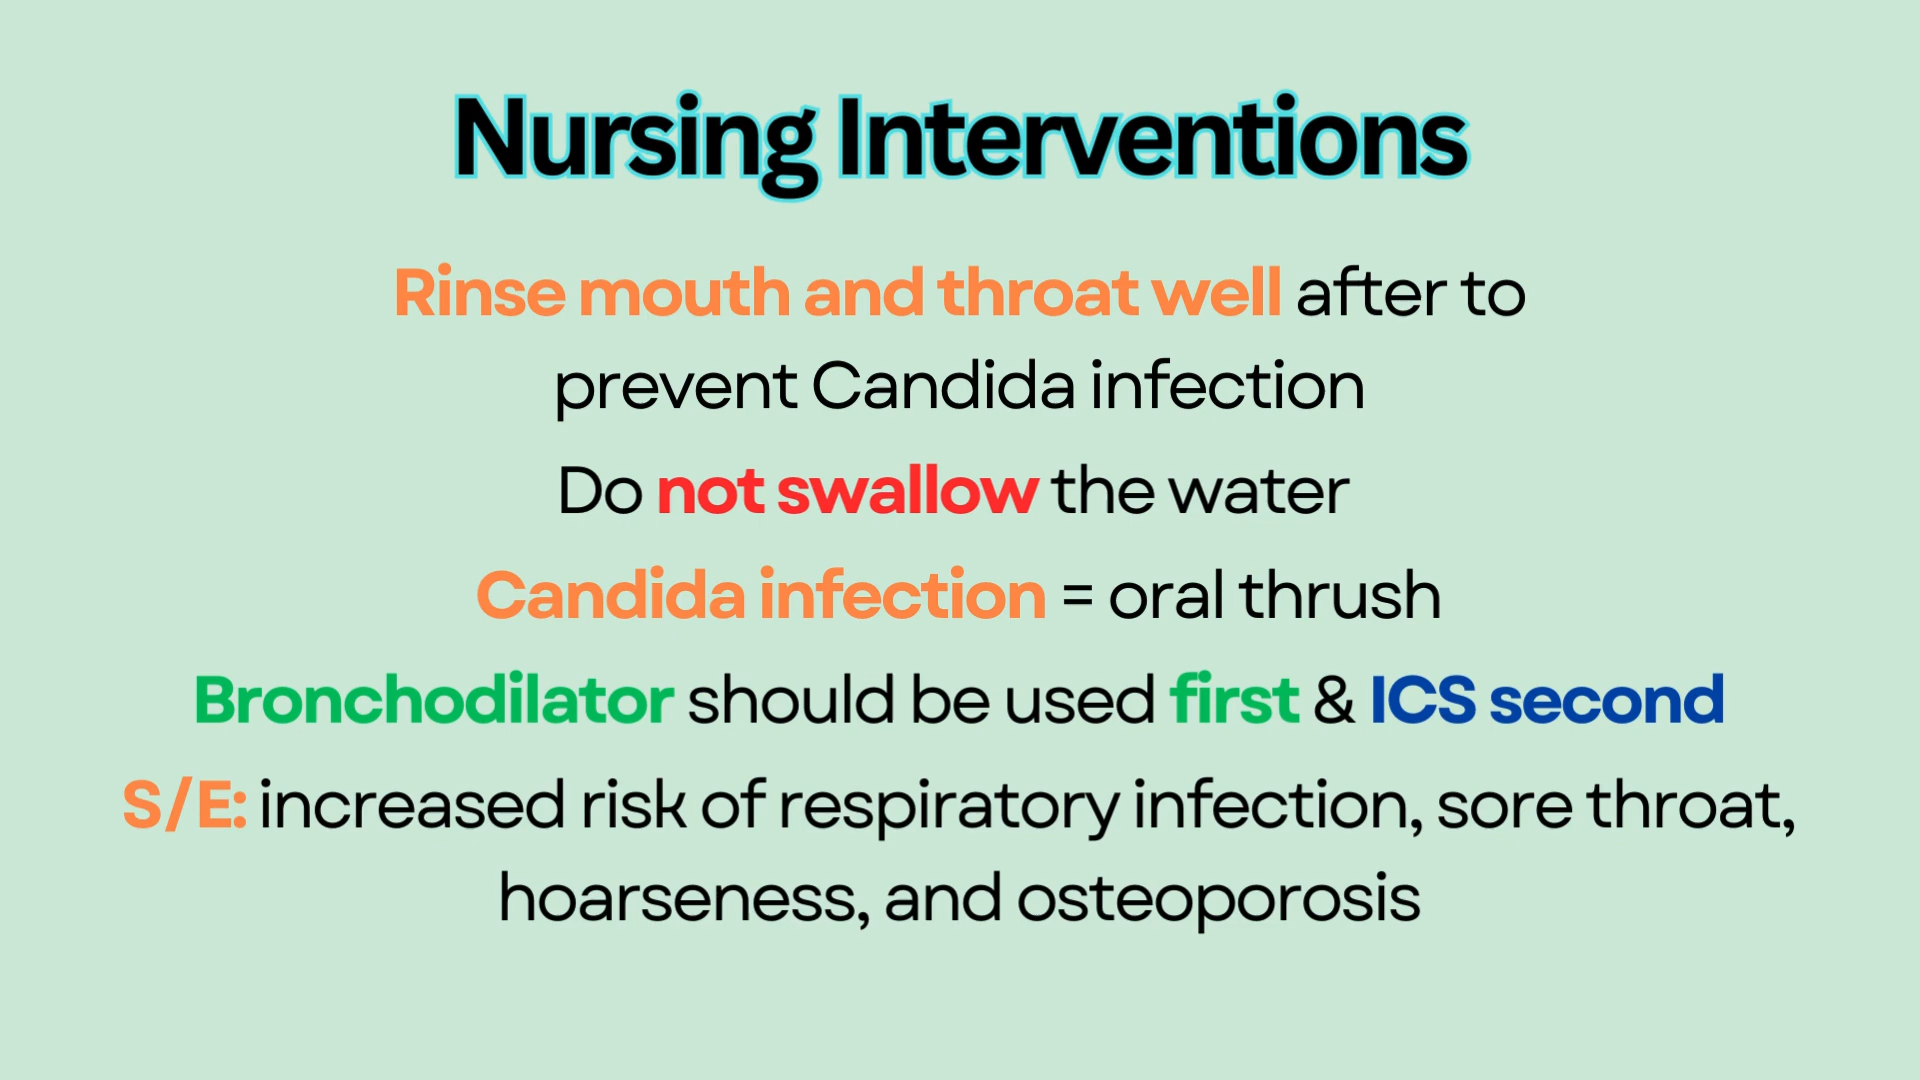 Nursing Interventions
Rinse mouth and throat well after to
prevent Candida infection
Do not swallow the water
Candida infection = oral thrush
Bronchodilator should be used first & ICS second
S/E: increased risk of respiratory infection, sore throat,
hoarseness, and osteoporosis